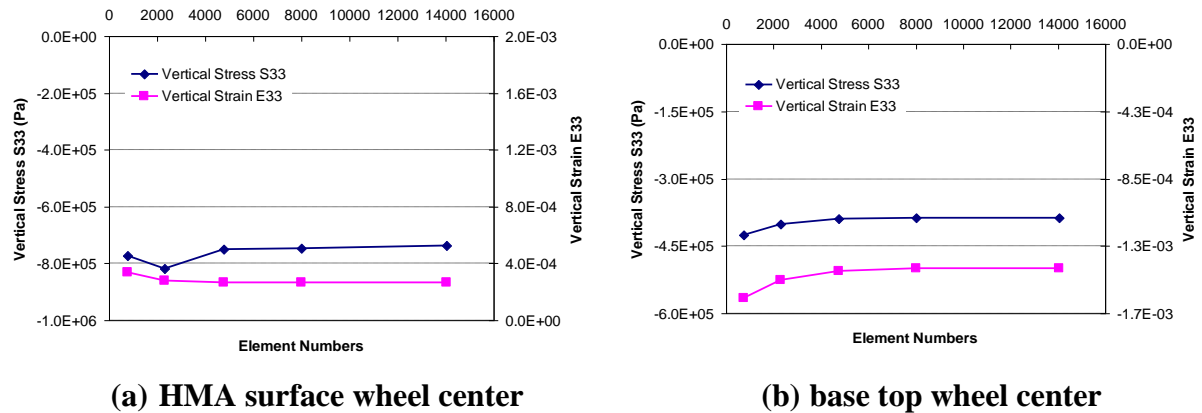 0 2000 4000 6000 8000 10000 12000 14000 16000
0.0E+00
-2.0E+05
-4.0E+05
-6.0E+05
-8.0E+05
-1.0E+06
Vertical Stress S33 (Pa)
Vertical Stress S33
Vertical Strain E33
2.0E-03
1.6E-03
1.2E-03
8.0E-04
4.0E-04
0.0E+00
Vertical Strain E33
Element Numbers
(a) HMA surface wheel center
0 2000 4000 6000 8000 10000 12000 14000 16000
0.0E+00
-1.5E+05
-3.0E+05
-4.5E+05
-6.0E+05
Vertical Stress S33 (Pa)
Vertical Stress S33
Vertical Strain E33
0.0E+00
-4.3E-04
-8.5E-04
-1.3E-03
-1.7E-03
Vertical Strain E33
Element Numbers
(b) base top wheel center